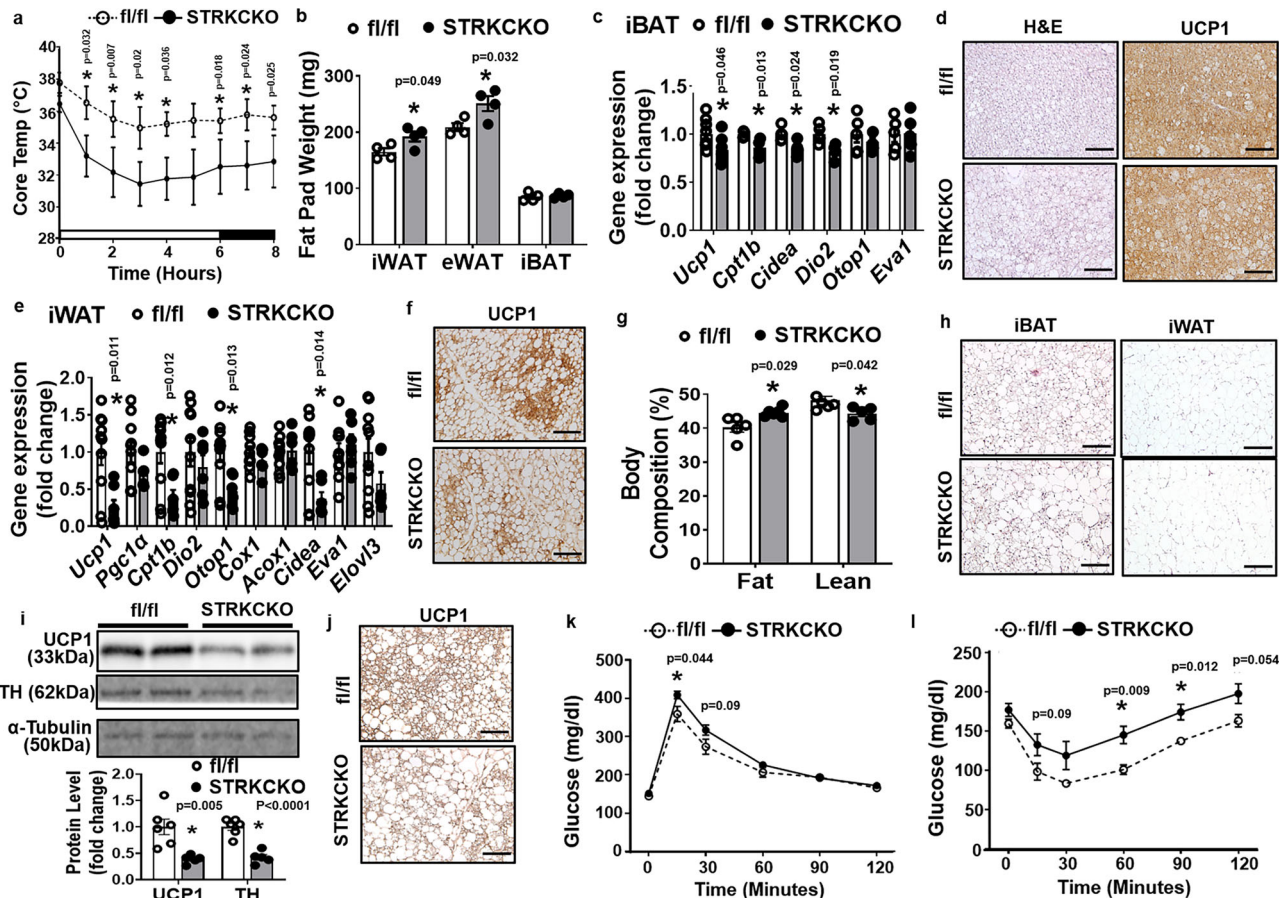 a
fl/fl STRKCKO
Core Temp (°C)
40
38
36
34
32
30
28
p=0.032
p=0.007
p=0.02
p=0.036
p=0.018
p=0.024
p=0.025
* * * * * *
0 2 4 6 8
Time (Hours)
b
fl/fl STRKCKO
Fat Pad Weight (mg)
300
200
100
0
p=0.049
p=0.032
* *
iWAT eWAT iBAT
c
iBAT fl/fl STRKCKO
Gene expression
(fold change)
1.5
1.0
0.5
0.0
p=0.046
p=0.013
p=0.024
p=0.019
* * * *
Ucp1 Cpt1b Cidea Dio2 Otop1 Eva1
d
H&E UCP1
fl/fl
STRKCKO
e
iWAT fl/fl STRKCKO
Gene expression
(fold change)
2.0
1.5
1.0
0.5
0.0
p=0.011
p=0.012
p=0.013
p=0.014
* * * *
Ucp1 Pgc1α Cpt1b Dio2 Otop1 Cox1 Acox1 Cidea Eva1 Elovl3
f
UCP1
fl/fl
STRKCKO
g
fl/fl STRKCKO
Body
Composition (%)
50
40
30
20
10
0
p=0.029 p=0.042
* *
Fat Lean
h
iBAT iWAT
fl/fl
STRKCKO
i
fl/fl STRKCKO
UCP1
(33kDa)
TH (62kDa)
α-Tubulin
(50kDa)
fl/fl
STRKCKO
Protein Level
(fold change)
2.0
1.5
1.0
0.5
0.0
p=0.005 P<0.0001
* *
UCP1 TH
j
UCP1
fl/fl
STRKCKO
k
fl/fl STRKCKO
Glucose (mg/dl)
500
400
300
200
100
0
p=0.044
*
p=0.09
0 30 60 90 120
Time (Minutes)
l
fl/fl STRKCKO
Glucose (mg/dl)
250
200
150
100
50
0
p=0.09
p=0.009
*
p=0.012
*
p=0.054
0 30 60 90 120
Time (Minutes)